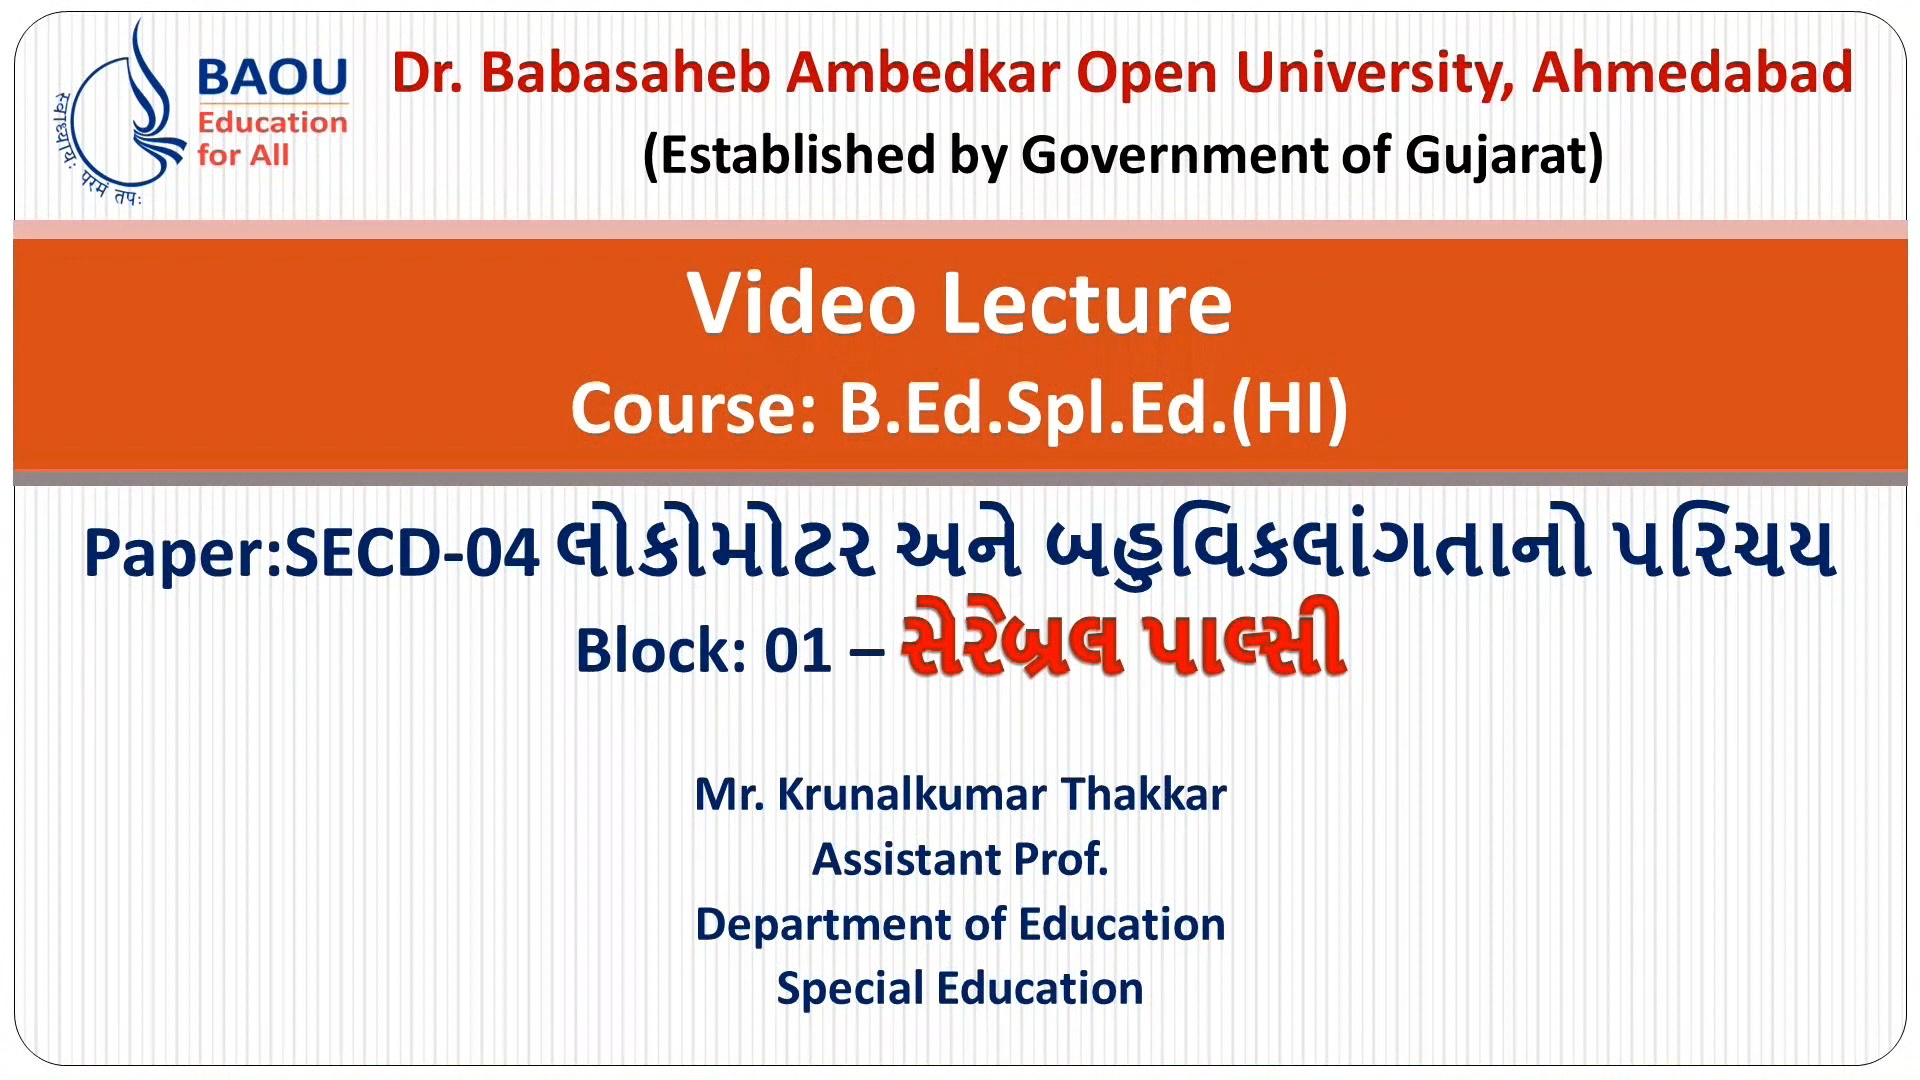 BAOU
Education
for All
स्वाध्यायः परमं तपः
Dr. Babasaheb Ambedkar Open University, Ahmedabad
(Established by Government of Gujarat)
Video Lecture
Course: B.Ed.Spl.Ed.(HI)
Paper:SECD-04 લોકોમોટર અને બહુવિકલાંગતાનો પરિચય
Block: 01 – સેરેબ્રલ પાલ્સી
Mr. Krunalkumar Thakkar
Assistant Prof.
Department of Education
Special Education